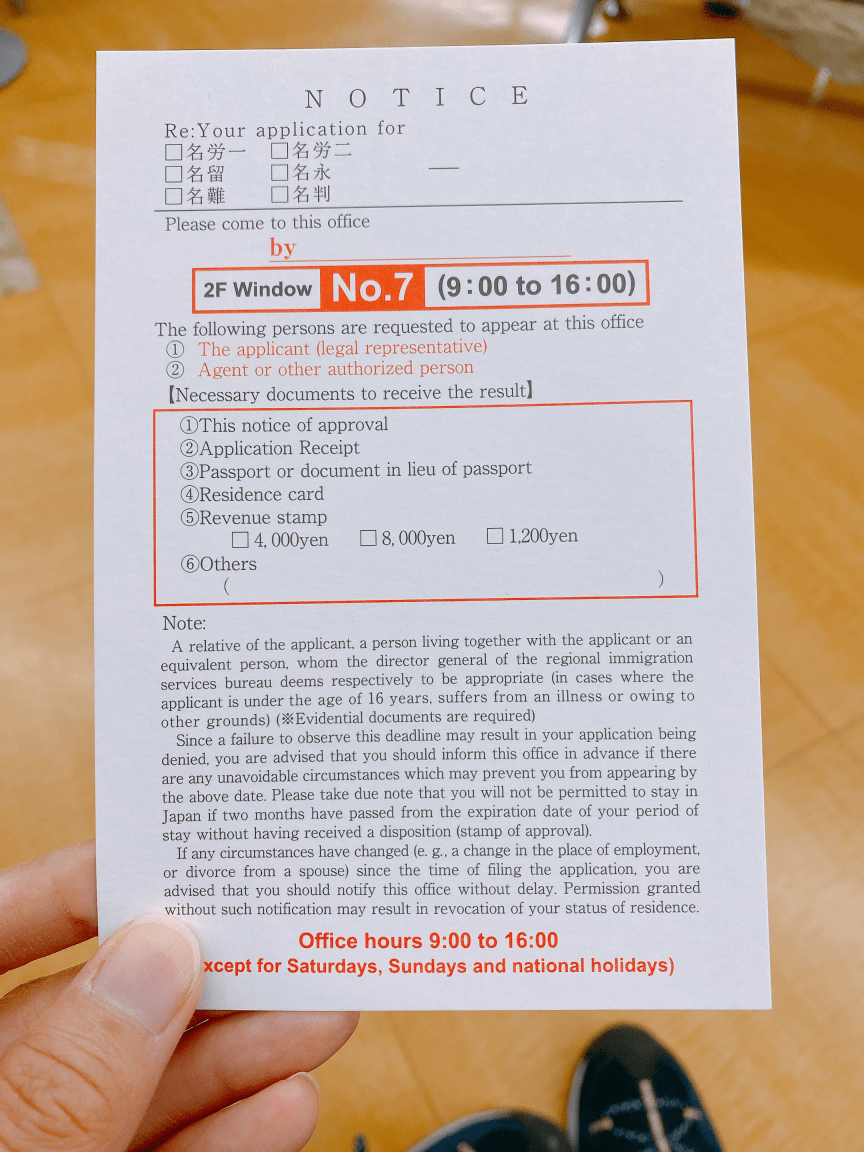 NOTICE
Re:Your application for
□名労一 □名労二
□名留 □名永 —
□名難 □名判
Please come to this office
by
2F Window No.7 (9:00 to 16:00)
The following persons are requested to appear at this office
① The applicant (legal representative)
② Agent or other authorized person
【Necessary documents to receive the result】
①This notice of approval
②Application Receipt
③Passport or document in lieu of passport
④Residence card
⑤Revenue stamp
□ 4,000yen □ 8,000yen □ 1,200yen
⑥Others
( )
Note:
A relative of the applicant, a person living together with the applicant or an
equivalent person, whom the director general of the regional immigration
services bureau deems respectively to be appropriate (in cases where the
applicant is under the age of 16 years, suffers from an illness or owing to
other grounds) (※Evidential documents are required)
Since a failure to observe this deadline may result in your application being
denied, you are advised that you should inform this office in advance if there
are any unavoidable circumstances which may prevent you from appearing by
the above date. Please take due note that you will not be permitted to stay in
Japan if two months have passed from the expiration date of your period of
stay without having received a disposition (stamp of approval).
If any circumstances have changed (e. g., a change in the place of employment,
or divorce from a spouse) since the time of filing the application, you are
advised that you should notify this office without delay. Permission granted
without such notification may result in revocation of your status of residence.
Office hours 9:00 to 16:00
xcept for Saturdays, Sundays and national holidays)